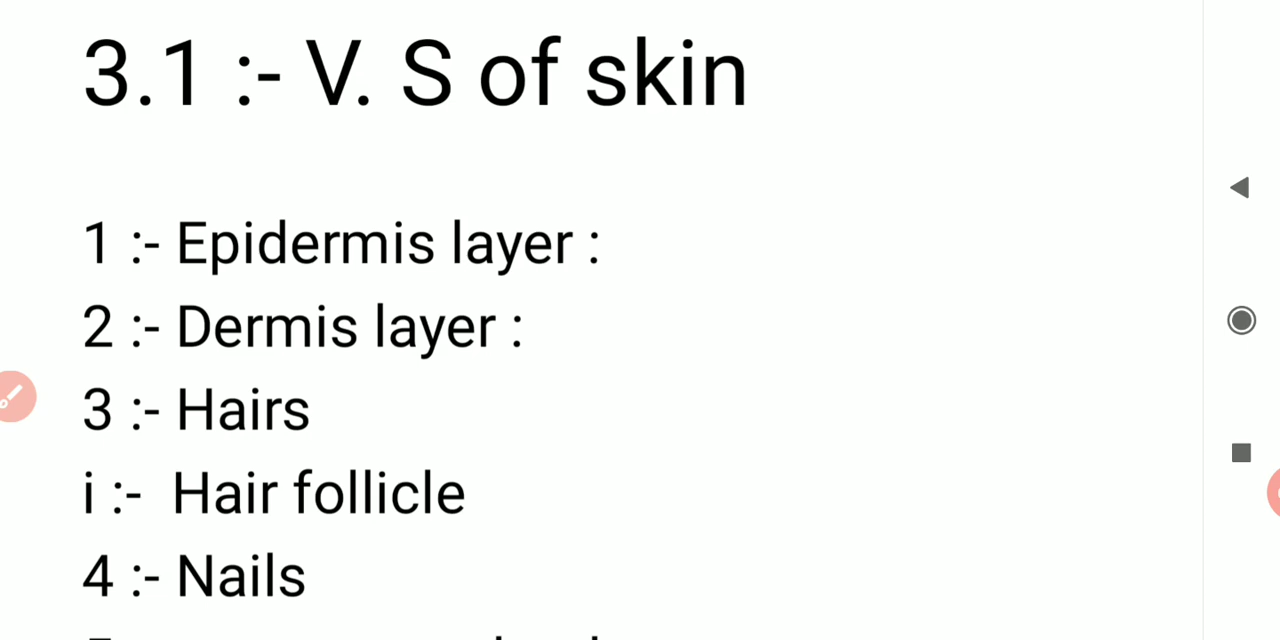 3.1 :- V. S of skin
1 :- Epidermis layer :
2 :- Dermis layer :
3 :- Hairs
i :-  Hair follicle
4 :- Nails